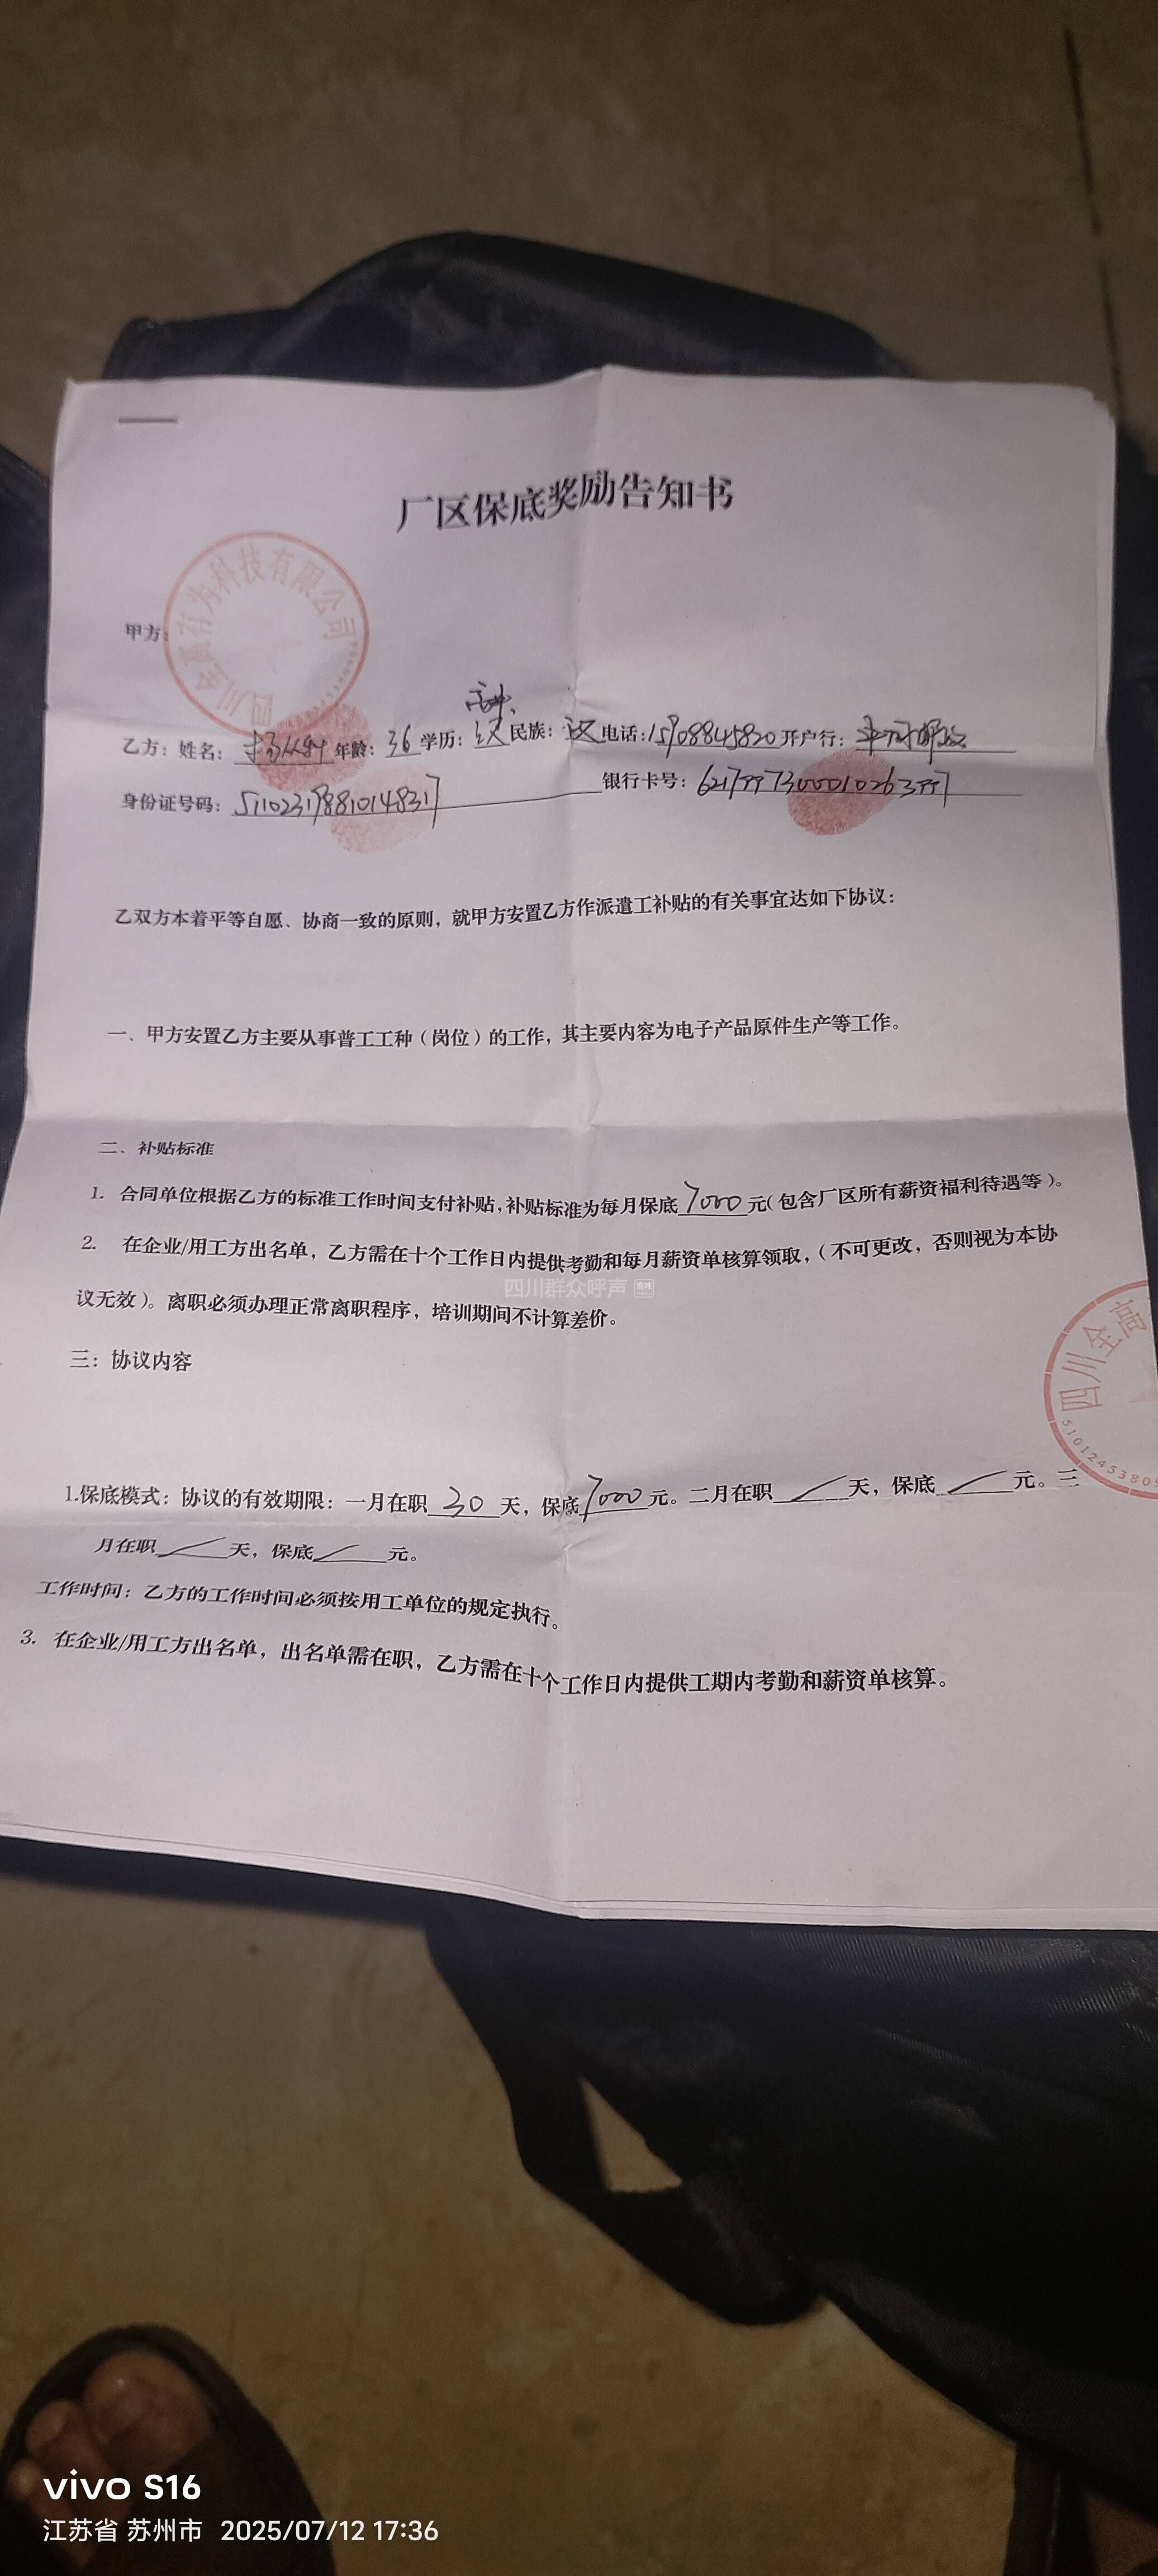 厂区保底奖励告知书
有为科技有限公司
甲方:
高中
乙方：姓名： 年龄：36 学历： 民族：汉 电话:15908845820 开户行：
身份证号码： 511023198810148317 银行卡号：
乙双方本着平等自愿、协商一致的原则，就甲方安置乙方作派遣工补贴的有关事宜达如下协议：
一、甲方安置乙方主要从事普工工种（岗位）的工作，其主要内容为电子产品原件生产等工作。
二、补贴标准
1. 合同单位根据乙方的标准工作时间支付补贴，补贴标准为每月保底7000元（包含厂区所有薪资福利待遇等）。
2. 在企业/用工方出名单，乙方需在十个工作日内提供考勤和每月薪资单核算领取，（不可更改，否则视为本协
四川群众呼声
议无效）。离职必须办理正常离职程序，培训期间不计算差价。
三：协议内容
四川全高
5101245380
1.保底模式：协议的有效期限：一月在职30天，保底7000元。二月在职／天，保底／元。三
月在职／天，保底／元。
工作时间：乙方的工作时间必须按用工单位的规定执行。
3. 在企业/用工方出名单，出名单需在职，乙方需在十个工作日内提供工期内考勤和薪资单核算。
vivo S16
江苏省 苏州市 2025/07/12 17:36